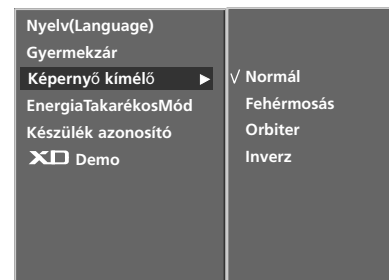 Nyelv(Language)
Gyermekzár
Képernyő kímélő ▶
EnergiaTakarékosMód
Készülék azonosító
XD Demo
√ Normál
Fehérmosás
Orbiter
Inverz